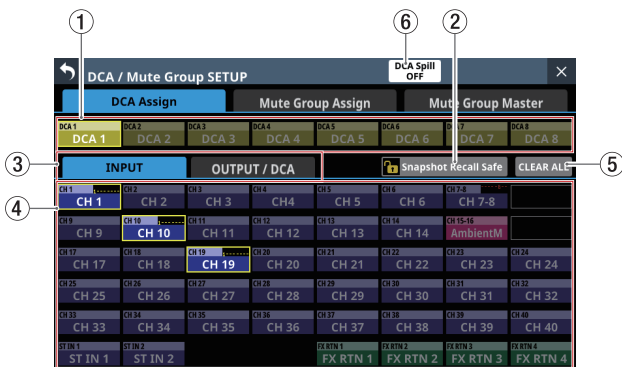 1 6 2
DCA / Mute Group SETUP DCA Spill OFF ×
DCA Assign Mute Group Assign Mute Group Master
DCA 1 DCA 2 DCA 3 DCA 4 DCA 5 DCA 6 DCA 7 DCA 8
DCA 1 DCA 2 DCA 3 DCA 4 DCA 5 DCA 6 DCA 7 DCA 8
3 INPUT OUTPUT / DCA Snapshot Recall Safe CLEAR ALL 5
4
CH 1 CH 2 CH 3 CH 4 CH 5 CH 6 CH 7-8
CH 1 CH 2 CH 3 CH4 CH 5 CH 6 CH 7-8
CH 9 CH 10 CH 11 CH 12 CH 13 CH 14 CH 15-16
CH 9 CH 10 CH 11 CH 12 CH 13 CH 14 AmbientM
CH 17 CH 18 CH 19 CH 20 CH 21 CH 22 CH 23 CH 24
CH 17 CH 18 CH 19 CH 20 CH 21 CH 22 CH 23 CH 24
CH 25 CH 26 CH 27 CH 28 CH 29 CH 30 CH 31 CH 32
CH 25 CH 26 CH 27 CH 28 CH 29 CH 30 CH 31 CH 32
CH 33 CH 34 CH 35 CH 36 CH 37 CH 38 CH 39 CH 40
CH 33 CH 34 CH 35 CH 36 CH 37 CH 38 CH 39 CH 40
ST IN 1 ST IN 2 FX RTN 1 FX RTN 2 FX RTN 3 FX RTN 4
ST IN 1 ST IN 2 FX RTN 1 FX RTN 2 FX RTN 3 FX RTN 4